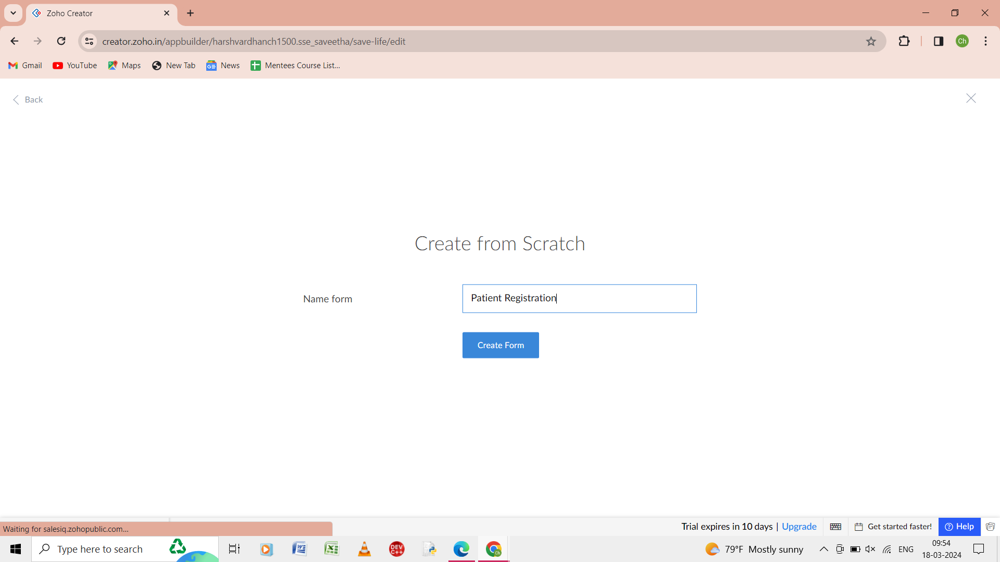 Zoho Creator
creator.zoho.in/appbuilder/harshvardhanch1500.sse_saveetha/save-life/edit
Ch
Gmail YouTube Maps New Tab News Mentees Course List...
Back
Create from Scratch
Name form Patient Registration
Create Form
Trial expires in 10 days | Upgrade Get started faster! Help
Waiting for salesiq.zohopublic.com...
Type here to search DEV C++ Ch 79°F Mostly sunny ENG 09:54
18-03-2024